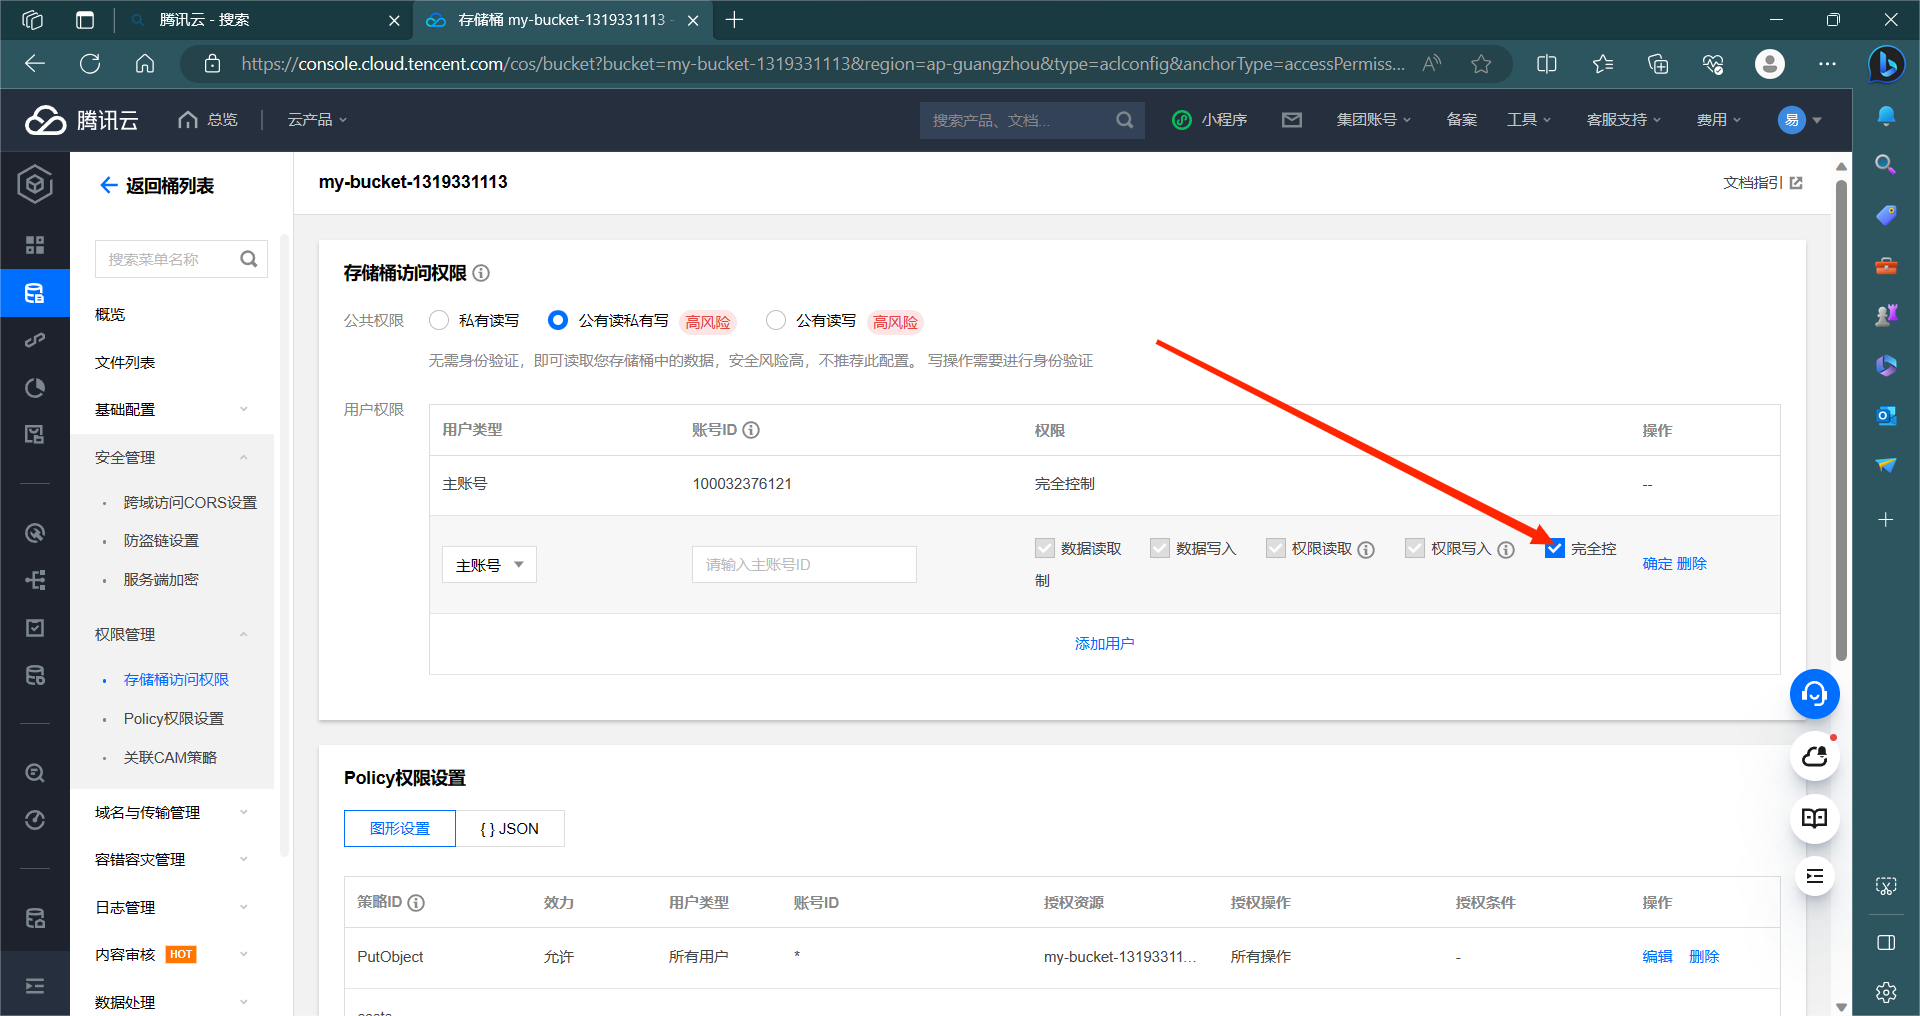 腾讯云 - 搜索
存储桶 my-bucket-1319331113 -
https://console.cloud.tencent.com/cos/bucket?bucket=my-bucket-1319331113&region=ap-guangzhou&type=aclconfig&anchorType=accessPermiss...
腾讯云
总览
云产品
搜索产品、文档...
小程序
集团账号
备案
工具
客服支持
费用
易
返回桶列表
搜索菜单名称
概览
文件列表
基础配置
安全管理
跨域访问CORS设置
防盗链设置
服务端加密
权限管理
存储桶访问权限
Policy权限设置
关联CAM策略
域名与传输管理
容错容灾管理
日志管理
内容审核 HOT
数据处理
my-bucket-1319331113
文档指引
存储桶访问权限
公共权限 私有读写 公有读私有写 高风险 公有读写 高风险
无需身份验证，即可读取您存储桶中的数据，安全风险高，不推荐此配置。 写操作需要进行身份验证
用户权限
用户类型 账号ID 权限 操作
主账号 100032376121 完全控制 --
主账号 请输入主账号ID 数据读取 数据写入 权限读取 权限写入 完全控
制
确定 删除
添加用户
Policy权限设置
图形设置 { } JSON
策略ID 效力 用户类型 账号ID 授权资源 授权操作 授权条件 操作
PutObject 允许 所有用户 * my-bucket-13193311... 所有操作 - 编辑 删除